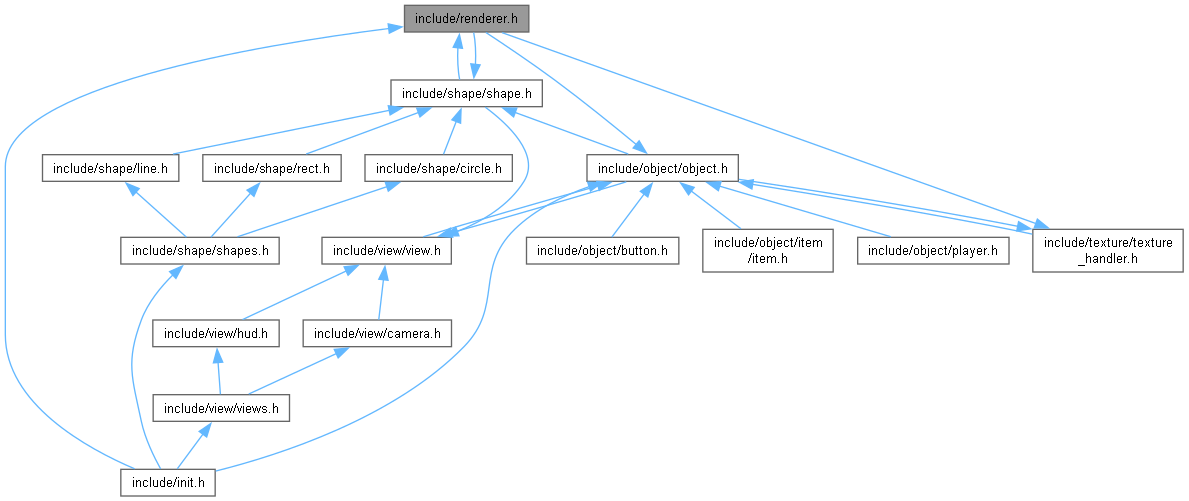 include/renderer.h
include/shape/shape.h
include/shape/line.h
include/shape/rect.h
include/shape/circle.h
include/object/object.h
include/shape/shapes.h
include/view/view.h
include/object/button.h
include/object/item
/item.h
include/object/player.h
include/texture/texture
_handler.h
include/view/hud.h
include/view/camera.h
include/view/views.h
include/init.h